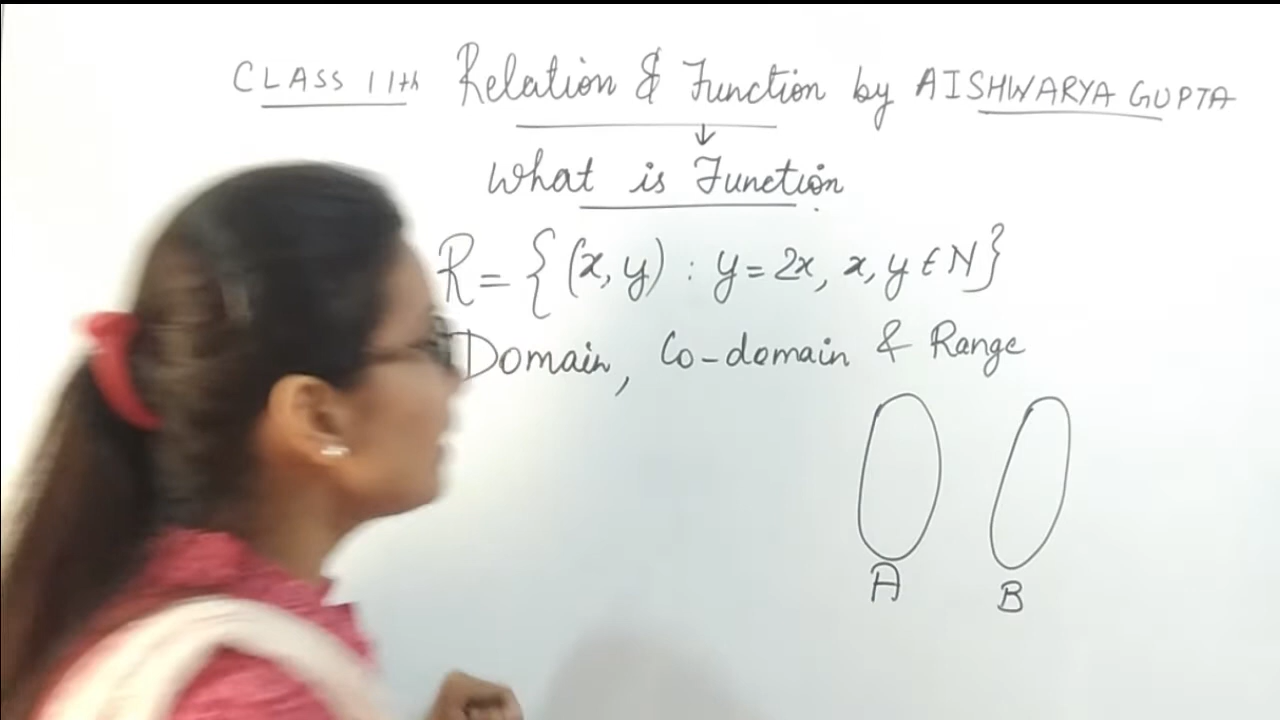 CLASS 11th Relation & Function by AISHWARYA GUPTA
What is Function
R = { (x, y) : y = 2x, x, y ∈ N }
Domain, Co-domain & Range
A B